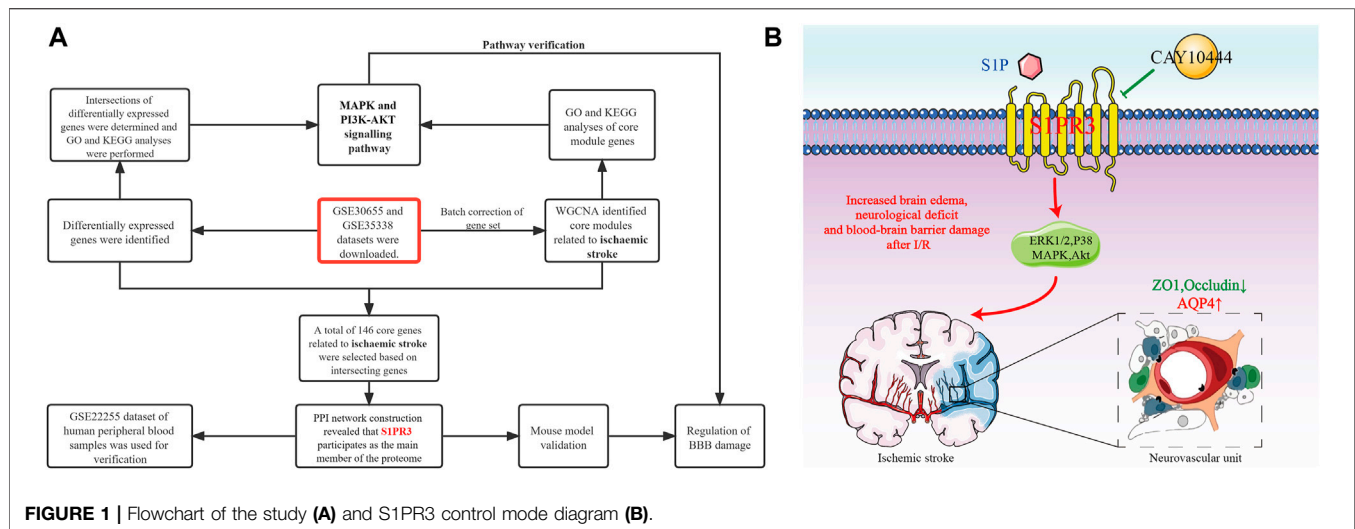 A
Pathway verification
Intersections of
differentially expressed
genes were determined and
GO and KEGG analyses
were performed
MAPK and
PI3K-AKT
signalling
pathway
GO and KEGG
analyses of core
module genes
Differentially expressed
genes were identified
GSE30655 and
GSE35338
datasets were
downloaded.
Batch correction of
gene set
WGCNA identified
core modules
related to ischaemic
stroke
A total of 146 core genes
related to ischaemic stroke
were selected based on
intersecting genes
GSE22255 dataset of
human peripheral blood
samples was used for
verification
PPI network construction
revealed that S1PR3
participates as the main
member of the proteome
Mouse model
validation
Regulation of
BBB damage
B
S1P
CAY10444
S1PR3
Increased brain edema,
neurological deficit
and blood-brain barrier damage
after I/R
ERK1/2,P38
MAPK,Akt
ZO1,Occludin↓
AQP4↑
Ischemic stroke
Neurovascular unit
FIGURE 1 | Flowchart of the study (A) and S1PR3 control mode diagram (B).